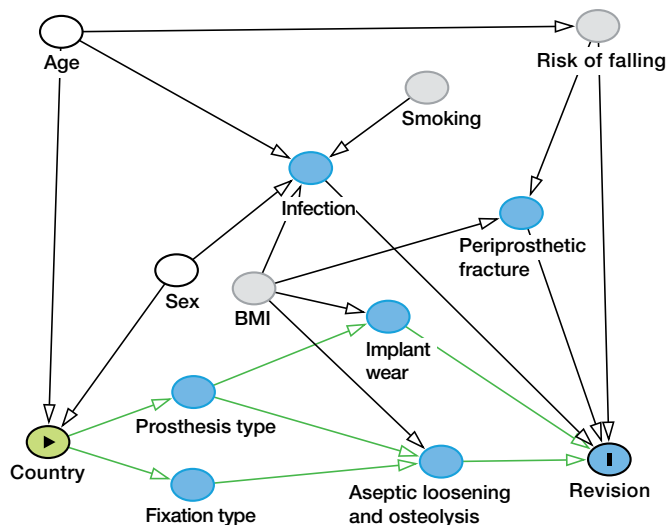 Age
Risk of falling
Smoking
Infection
Periprosthetic
fracture
Sex
BMI
Implant
wear
Prosthesis type
Country
Fixation type
Aseptic loosening
and osteolysis
Revision